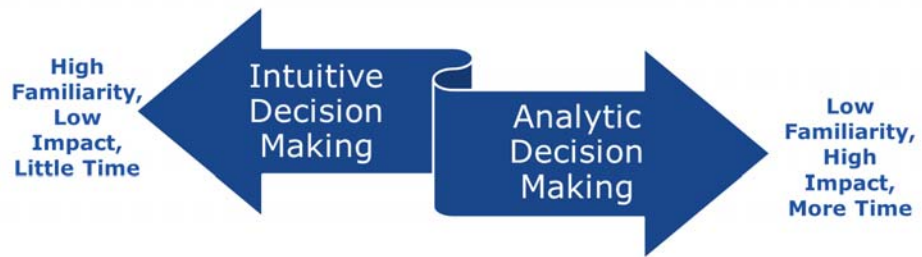 High
Familiarity,
Low
Impact,
Little Time
Intuitive
Decision
Making
Analytic
Decision
Making
Low
Familiarity,
High
Impact,
More Time